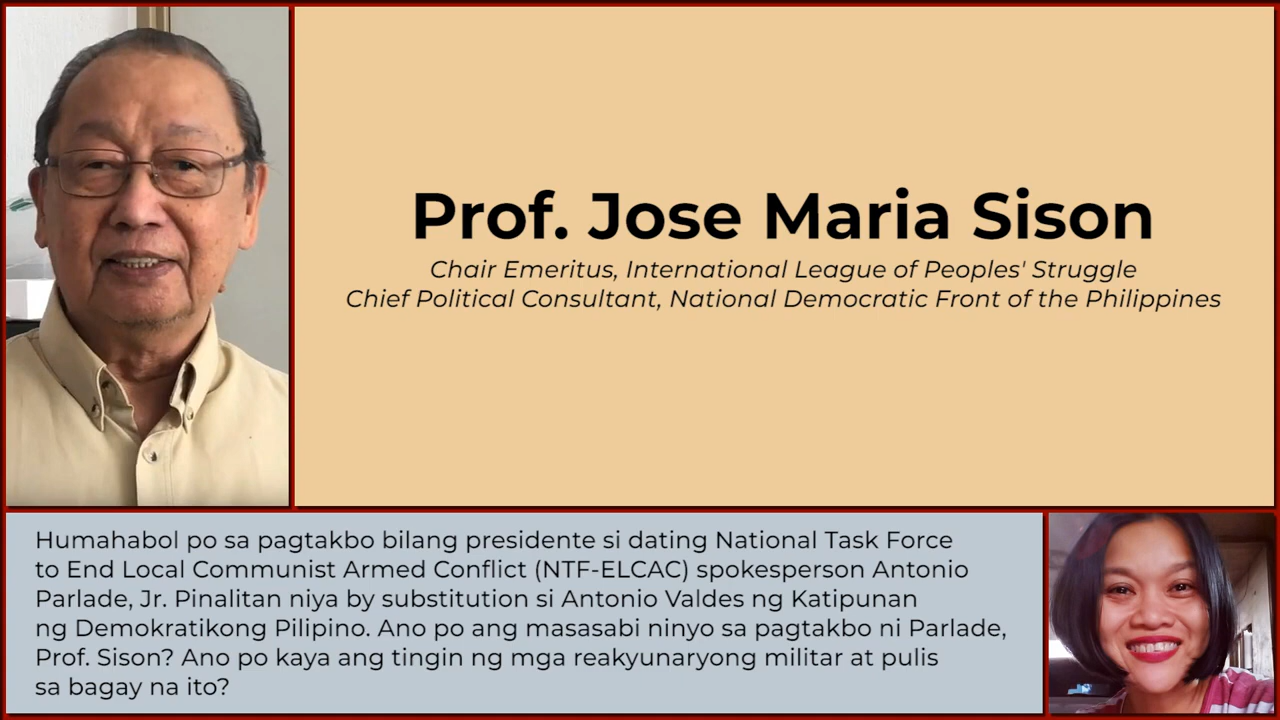 Prof. Jose Maria Sison
Chair Emeritus, International League of Peoples' Struggle
Chief Political Consultant, National Democratic Front of the Philippines
Humahabol po sa pagtakbo bilang presidente si dating National Task Force
to End Local Communist Armed Conflict (NTF-ELCAC) spokesperson Antonio
Parlade, Jr. Pinalitan niya by substitution si Antonio Valdes ng Katipunan
ng Demokratikong Pilipino. Ano po ang masasabi ninyo sa pagtakbo ni Parlade,
Prof. Sison? Ano po kaya ang tingin ng mga reakyunaryong militar at pulis
sa bagay na ito?